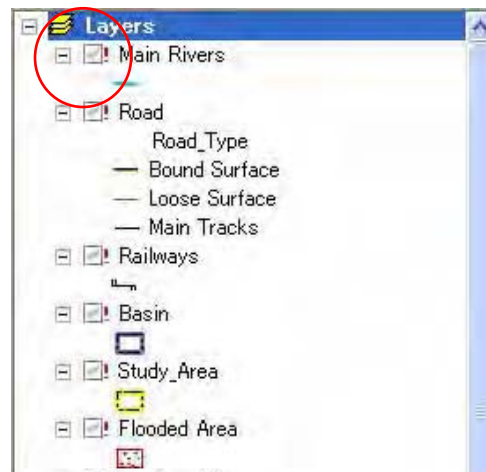 Layers
Main Rivers
Road
Road_Type
Bound Surface
Loose Surface
Main Tracks
Railways
Basin
Study_Area
Flooded Area